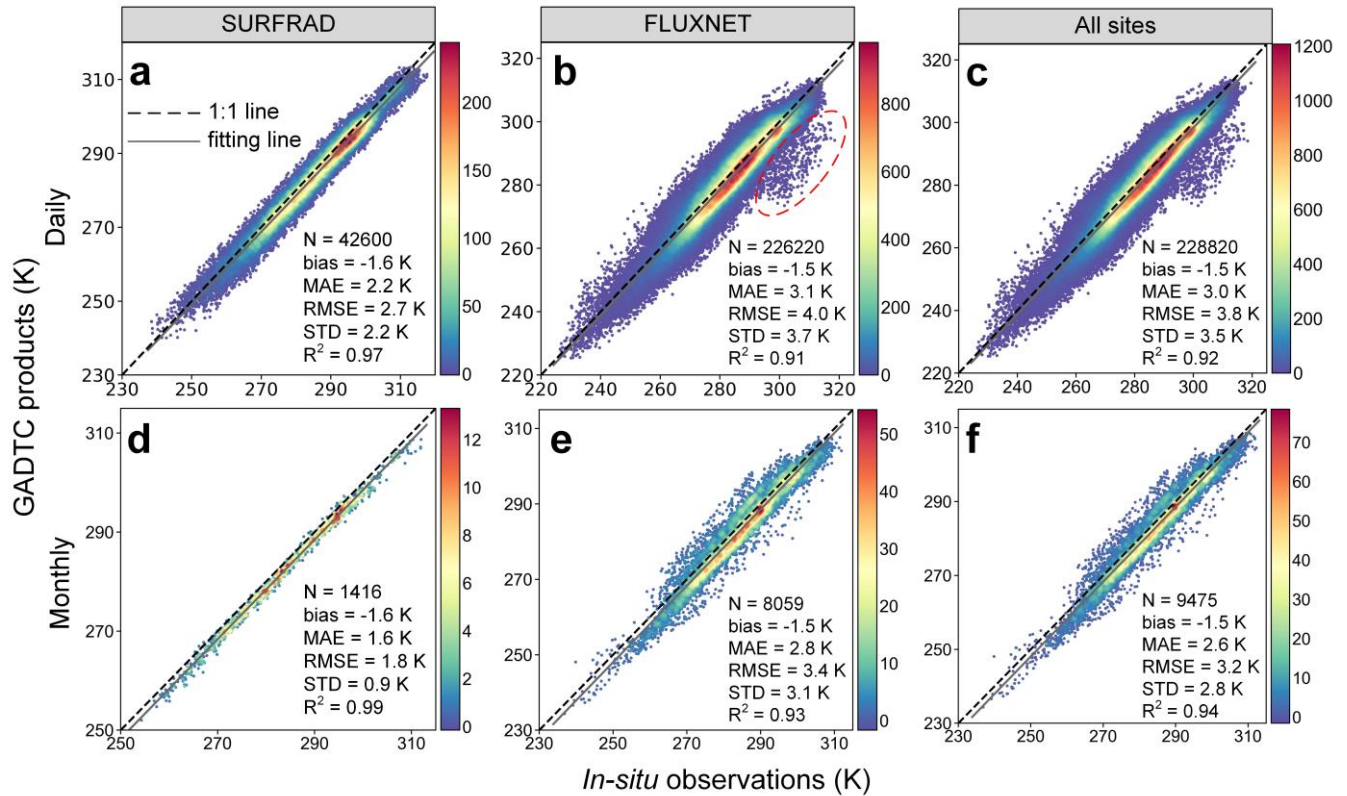 SURFRAD
FLUXNET
All sites
GADTC products (K)
Daily
a
1:1 line
fitting line
310
290
270
250
230
230
250
270
290
310
N = 42600
bias = -1.6 K
MAE = 2.2 K
RMSE = 2.7 K
STD = 2.2 K
R² = 0.97
200
150
100
50
0
b
320
300
280
260
240
220
220
240
260
280
300
320
N = 226220
bias = -1.5 K
MAE = 3.1 K
RMSE = 4.0 K
STD = 3.7 K
R² = 0.91
800
600
400
200
0
c
320
300
280
260
240
220
220
240
260
280
300
320
N = 228820
bias = -1.5 K
MAE = 3.0 K
RMSE = 3.8 K
STD = 3.5 K
R² = 0.92
1200
1000
800
600
400
200
0
Monthly
d
310
290
270
250
250
270
290
310
N = 1416
bias = -1.6 K
MAE = 1.6 K
RMSE = 1.8 K
STD = 0.9 K
R² = 0.99
12
10
8
6
4
2
0
e
310
290
270
250
230
230
250
270
290
310
N = 8059
bias = -1.5 K
MAE = 2.8 K
RMSE = 3.4 K
STD = 3.1 K
R² = 0.93
50
40
30
20
10
0
f
310
290
270
250
230
230
250
270
290
310
N = 9475
bias = -1.5 K
MAE = 2.6 K
RMSE = 3.2 K
STD = 2.8 K
R² = 0.94
70
60
50
40
30
20
10
0
In-situ observations (K)